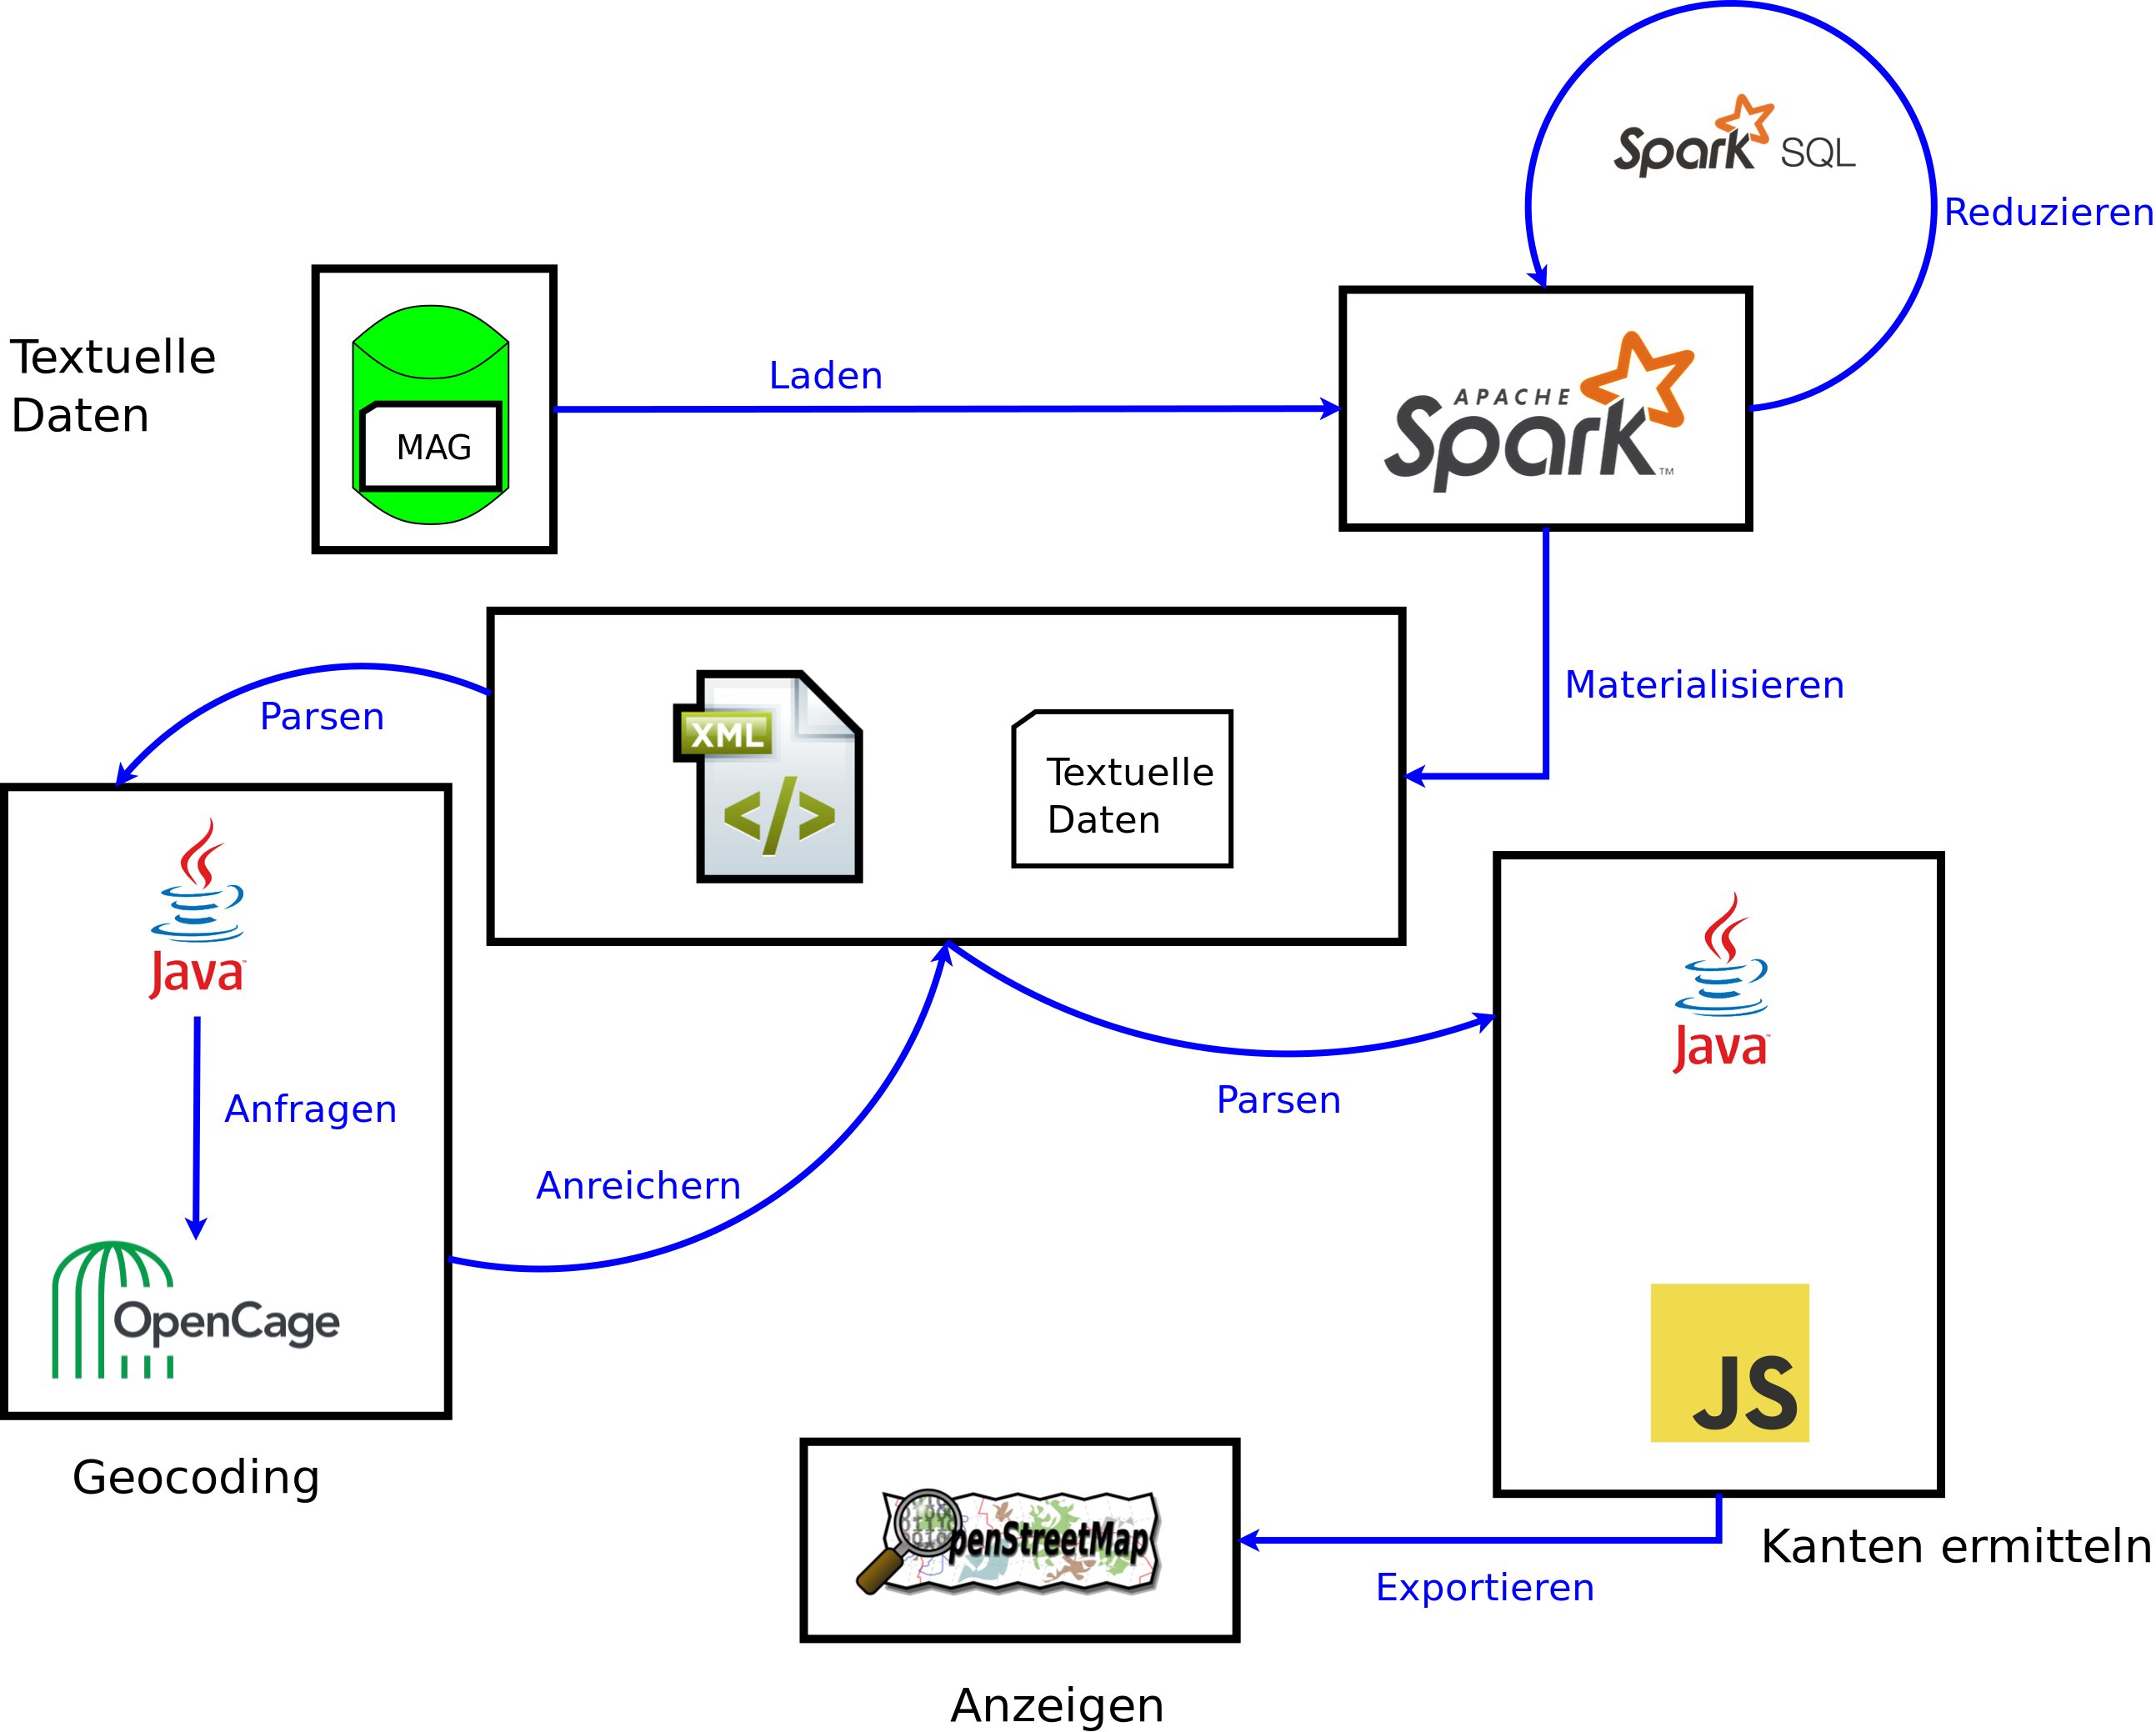 Spark SQL
Reduzieren
Textuelle
Daten
MAG
Laden
APACHE
Spark
TM
Materialisieren
Parsen
XML
</>
Textuelle
Daten
Java
Java
Anfragen
Parsen
Anreichern
OpenCage
JS
Geocoding
OpenStreetMap
Kanten ermitteln
Exportieren
Anzeigen